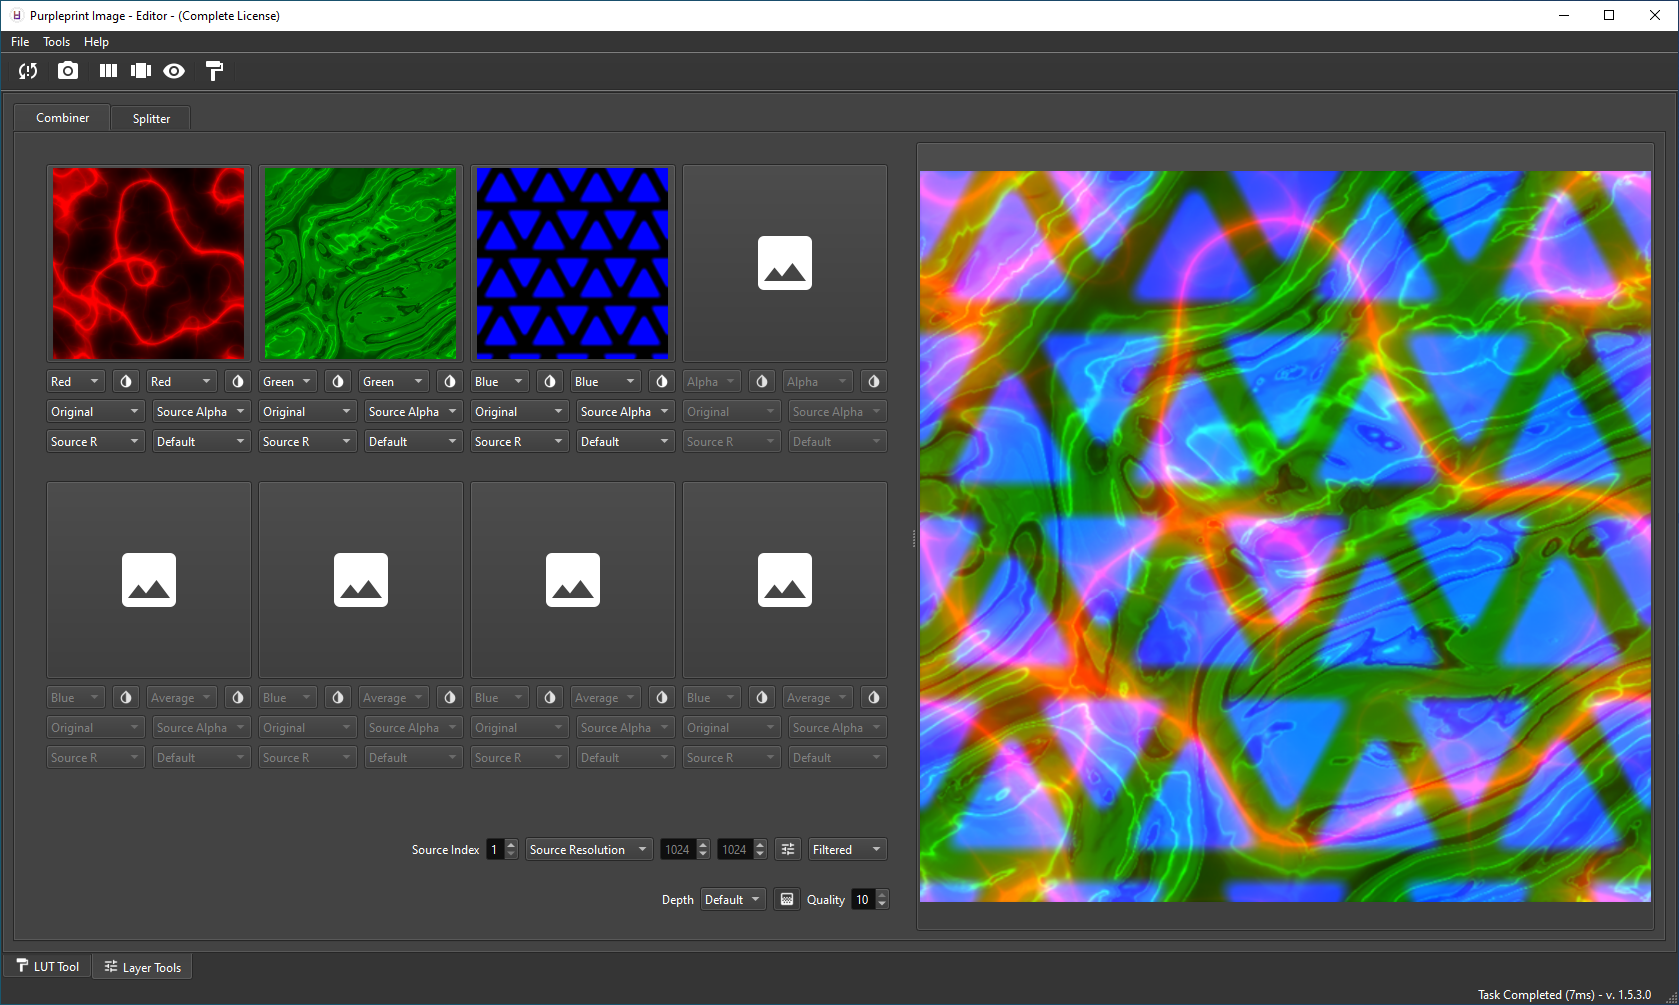 Purpleprint Image - Editor - (Complete License)
File Tools Help
Combiner Splitter
Red Red Green Green Blue Blue Alpha Alpha
Original Source Alpha Original Source Alpha Original Source Alpha Original Source Alpha
Source R Default Source R Default Source R Default Source R Default
Blue Average Blue Average Blue Average Blue Average
Original Source Alpha Original Source Alpha Original Source Alpha Original Source Alpha
Source R Default Source R Default Source R Default Source R Default
Source Index 1 Source Resolution 1024 1024 Filtered
Depth Default Quality 10
LUT Tool Layer Tools
Task Completed (7ms) - v. 1.5.3.0